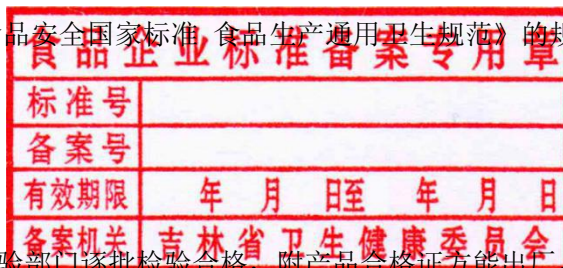 品安全国家标准 食品生产通用卫生规范》的规
食品企业标准备案专用章
标准号
备案号
有效期限 年 月 日至 年 月 日
备案机关 吉林省卫生健康委员会
验部门逐批检验合格，附产品合格证方能出厂